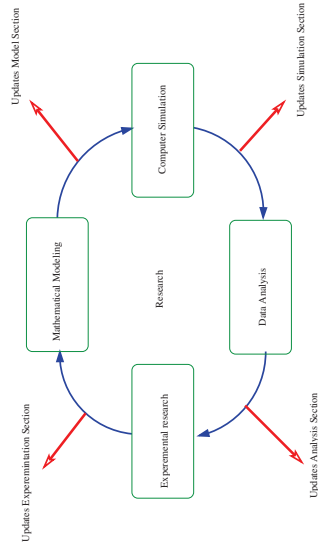 Updates Experemintation Section
Updates Model Section
Mathematical Modeling
Experemental research
Research
Computer Simulation
Data Analysis
Updates Analysis Section
Updates Simulation Section